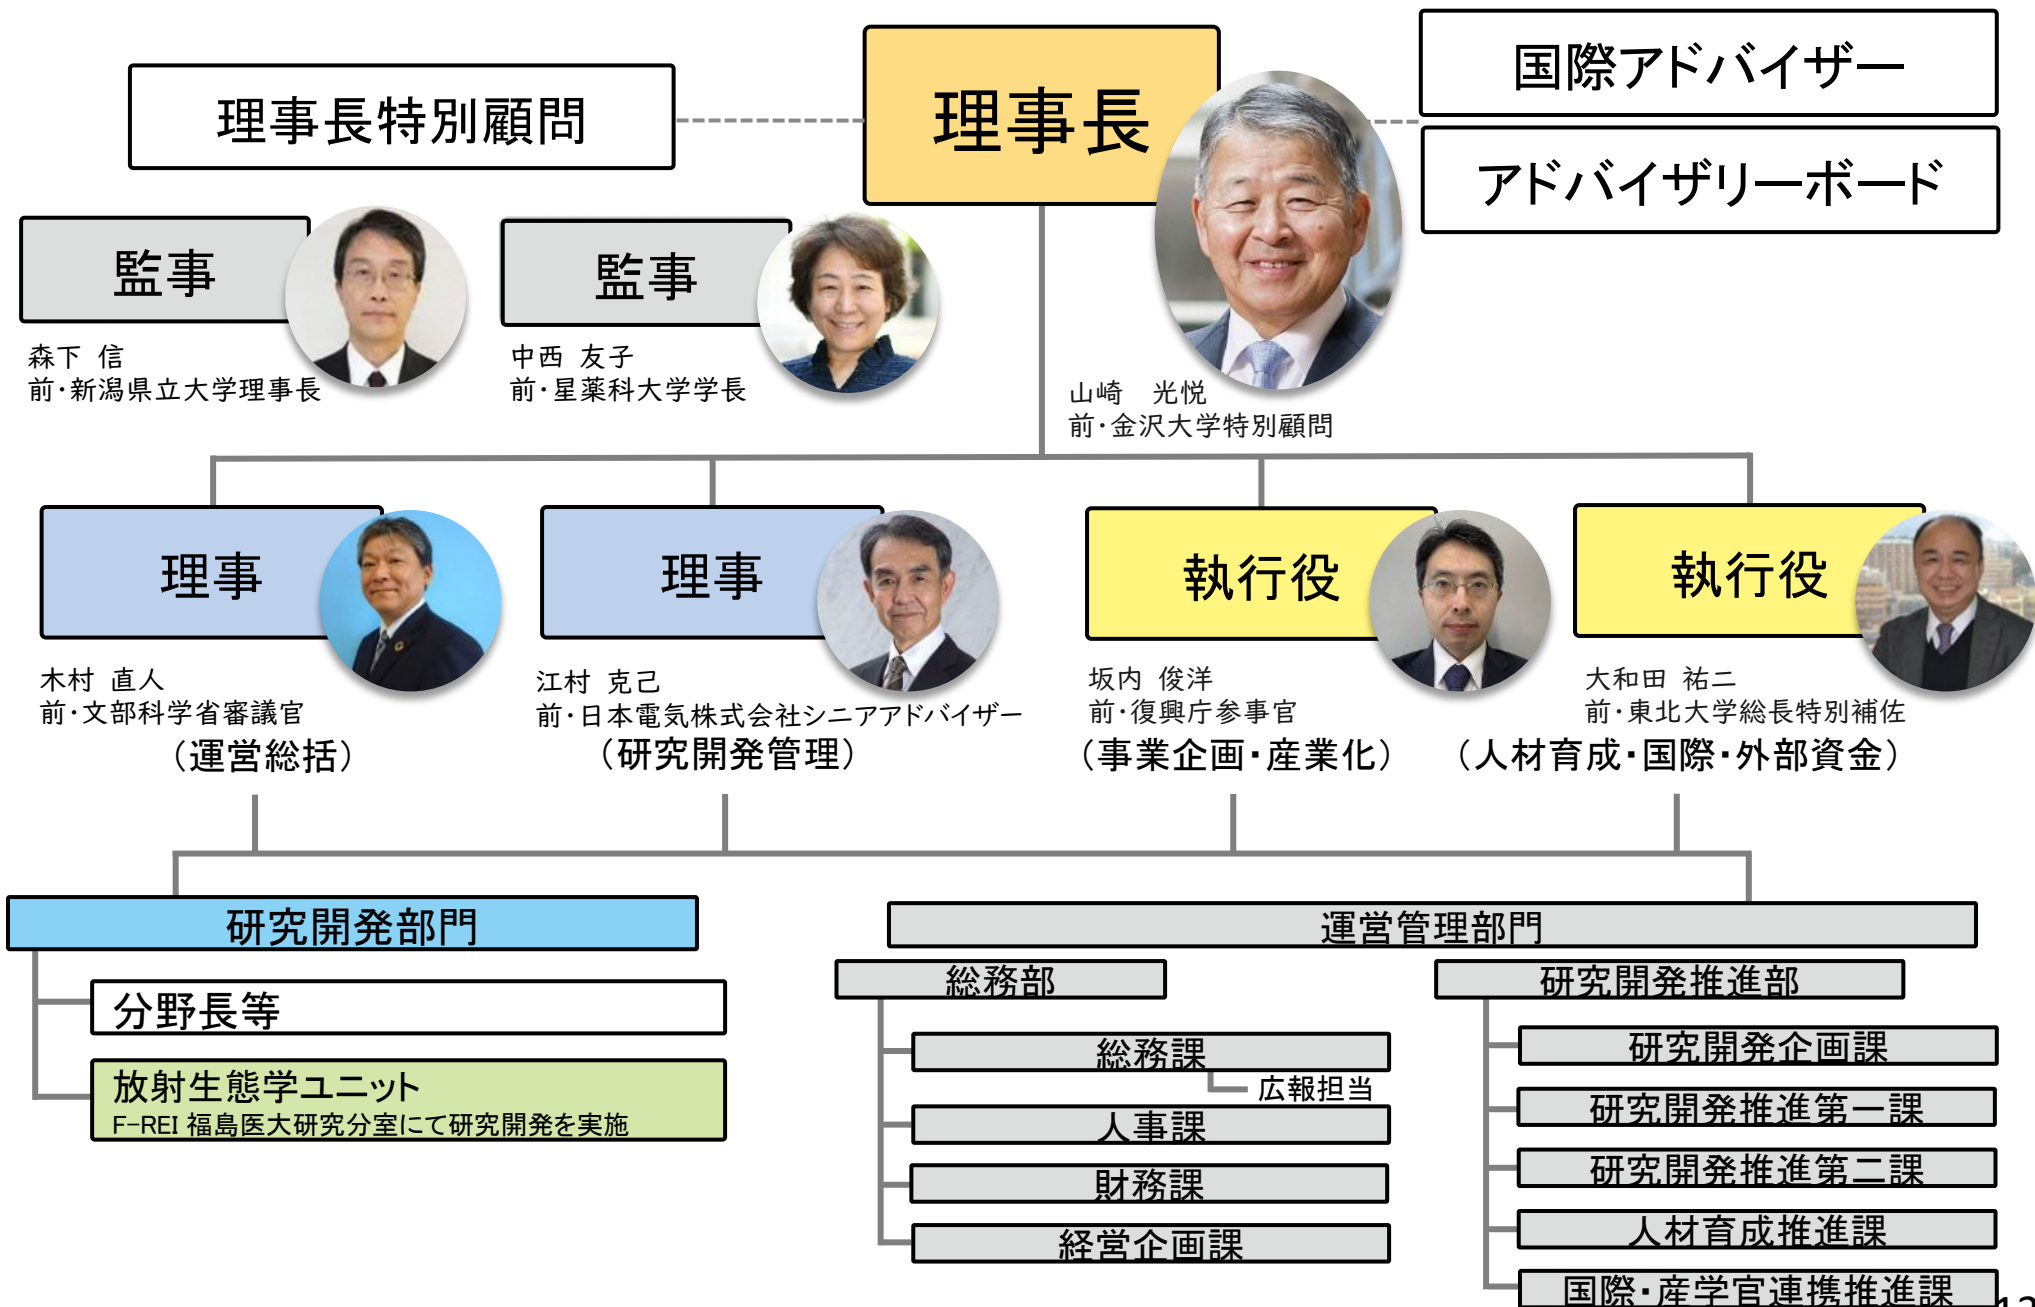 理事長特別顧問
理事長
国際アドバイザー
アドバイザリーボード
監事
森下 信
前・新潟県立大学理事長
監事
中西 友子
前・星薬科大学学長
山崎　光悦
前・金沢大学特別顧問
理事
木村 直人
前・文部科学省審議官
（運営総括）
理事
江村 克己
前・日本電気株式会社シニアアドバイザー
（研究開発管理）
執行役
坂内 俊洋
前・復興庁参事官
（事業企画・産業化）
執行役
大和田 祐二
前・東北大学総長特別補佐
（人材育成・国際・外部資金）
研究開発部門
分野長等
放射生態学ユニット
F-REI 福島医大研究分室にて研究開発を実施
運営管理部門
総務部
総務課
広報担当
人事課
財務課
経営企画課
研究開発推進部
研究開発企画課
研究開発推進第一課
研究開発推進第二課
人材育成推進課
国際・産学官連携推進課